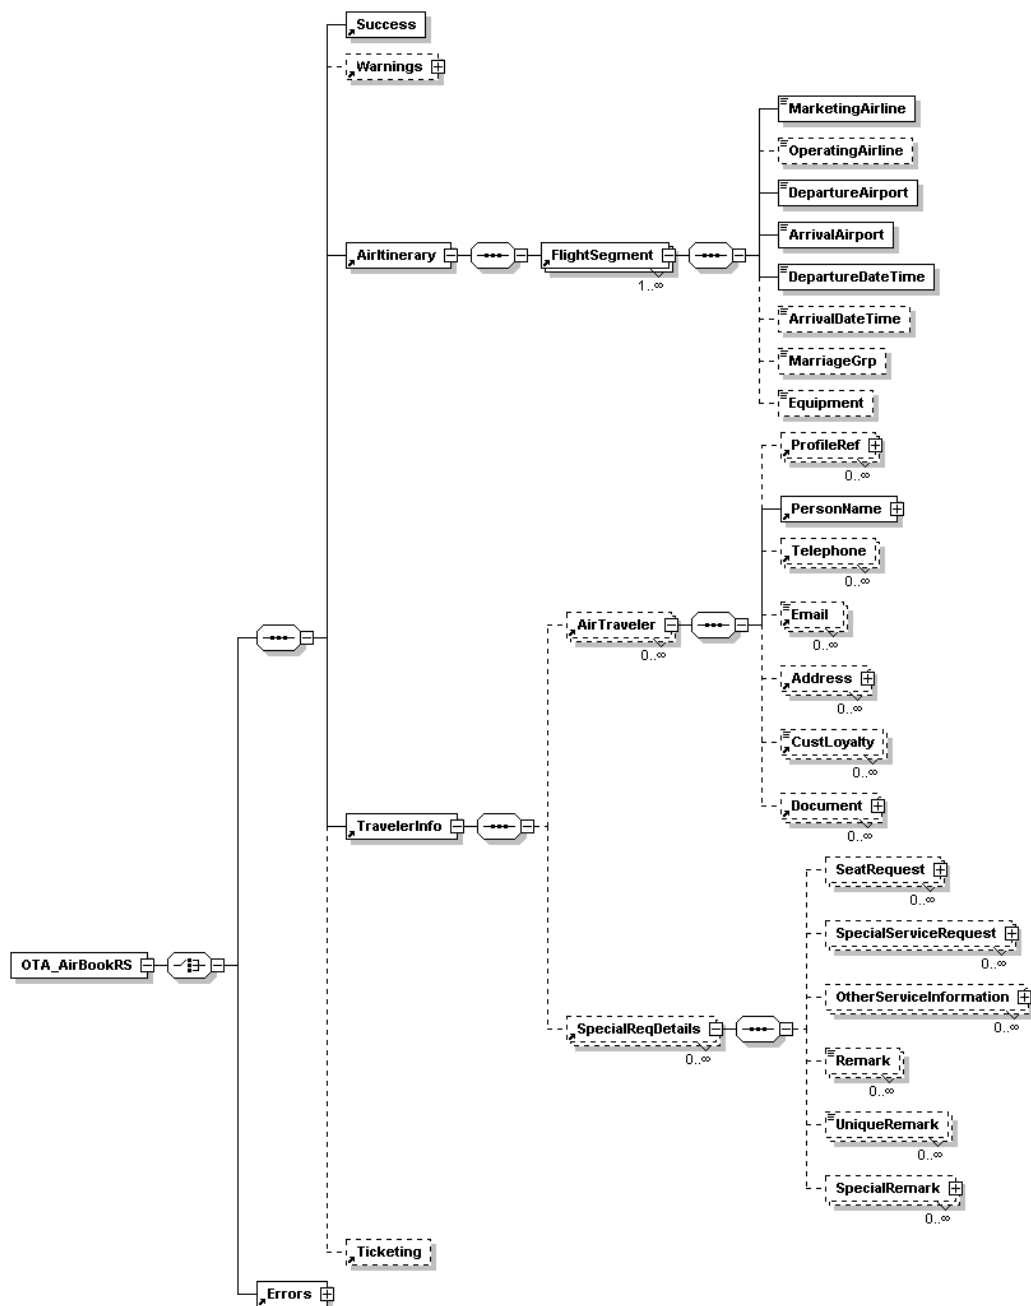 Success
Warnings
MarketingAirline
OperatingAirline
DepartureAirport
ArrivalAirport
AirItinerary
FlightSegment
1..∞
DepartureDateTime
ArrivalDateTime
MarriageGrp
Equipment
ProfileRef
0..∞
PersonName
Telephone
0..∞
AirTraveler
0..∞
Email
0..∞
Address
0..∞
CustLoyalty
0..∞
Document
0..∞
TravelerInfo
SeatRequest
0..∞
SpecialServiceRequest
0..∞
OTA_AirBookRS
OtherServiceInformation
0..∞
SpecialReqDetails
0..∞
Remark
0..∞
UniqueRemark
0..∞
SpecialRemark
0..∞
Ticketing
Errors